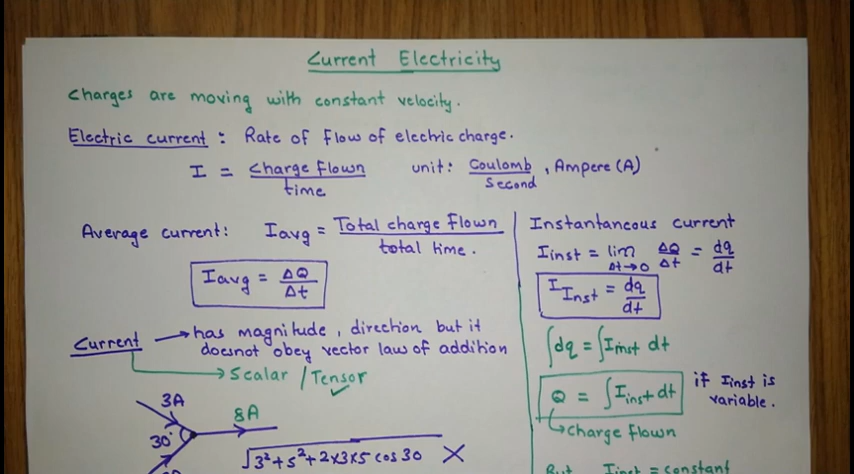 Current Electricity
Charges are moving with constant velocity.
Electric current : Rate of flow of electric charge.
I = charge flown / time unit: Coulomb / Second , Ampere (A)
Average current: Iavg = Total charge flown / total time.
Iavg = ΔQ / Δt
Current → has magnitude, direction but it
doesnot obey vector law of addition
→ Scalar / Tensor ✓
3A
8A
30°
√3²+5²+2×3×5 cos 30 ×
Instantaneous current
Iinst = lim Δt→0 ΔQ / Δt = dq / dt
I Inst = dq / dt
∫dq = ∫Iinst dt
Q = ∫Iinst dt if Iinst is
variable.
→ charge flown
But Iinst = constant